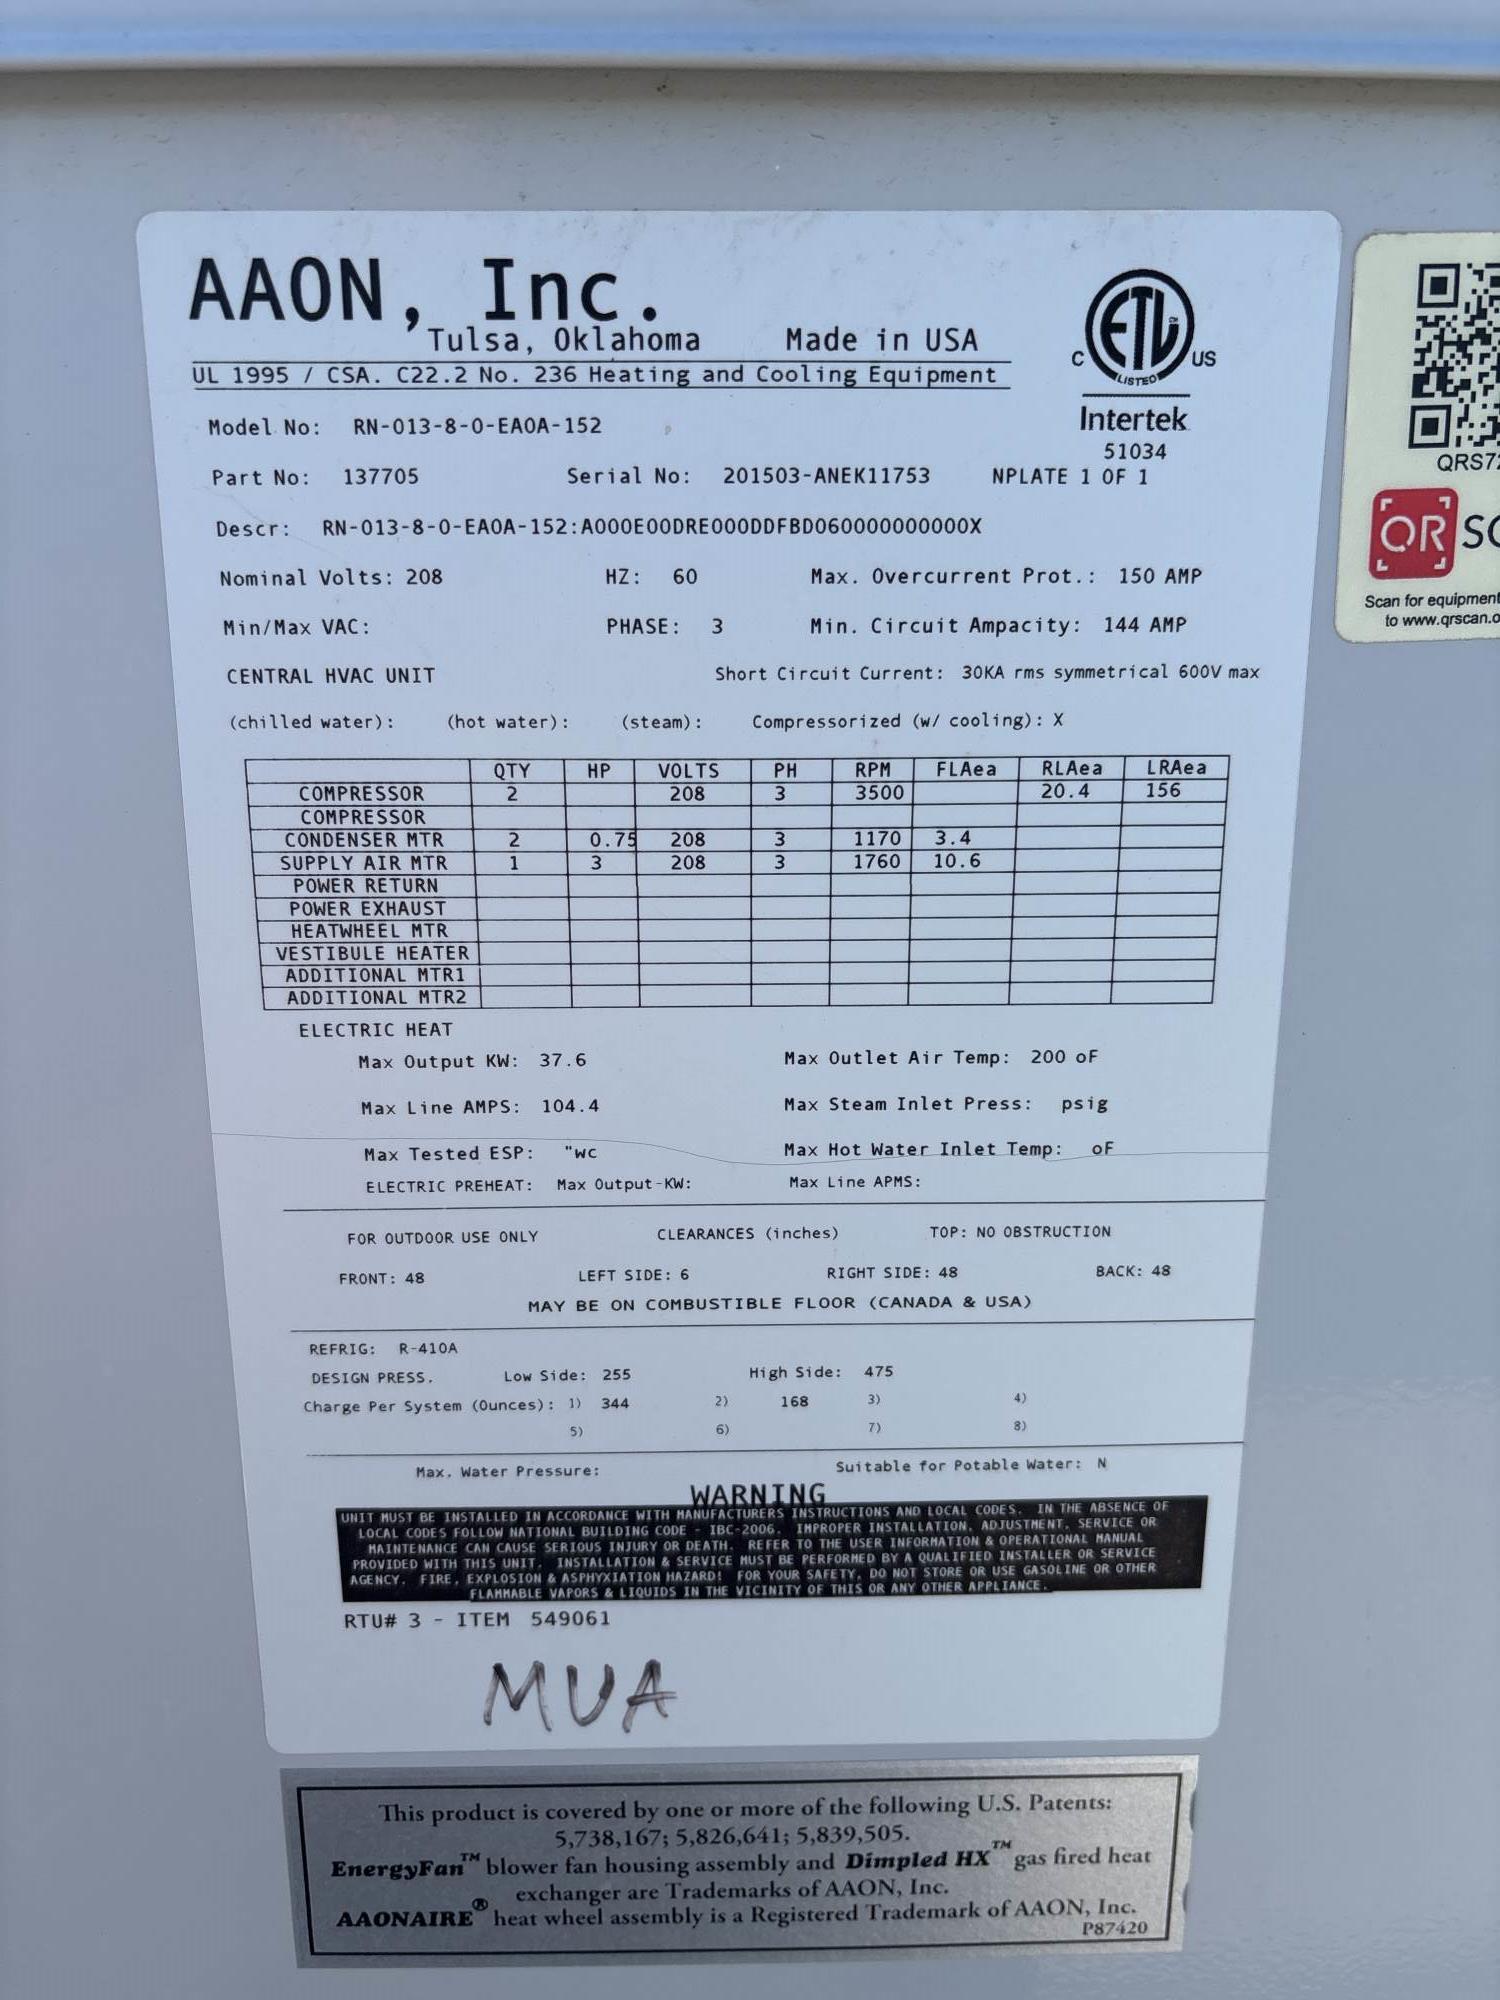 AAON, Inc.
Tulsa, Oklahoma Made in USA
UL 1995 / CSA. C22.2 No. 236 Heating and Cooling Equipment
C ETL CM US
LISTED
Intertek
51034
Model No: RN-013-8-0-EA0A-152
Part No: 137705 Serial No: 201503-ANEK11753 NPLATE 1 OF 1
Descr: RN-013-8-0-EA0A-152:A000E00DRE000DDFBD060000000000X
Nominal Volts: 208 HZ: 60 Max. Overcurrent Prot.: 150 AMP
Min/Max VAC: PHASE: 3 Min. Circuit Ampacity: 144 AMP
CENTRAL HVAC UNIT Short Circuit Current: 30KA rms symmetrical 600V max
(chilled water): (hot water): (steam): Compressorized (w/ cooling): X
QTY HP VOLTS PH RPM FLAea RLAea LRAea
COMPRESSOR 2 208 3 3500 20.4 156
COMPRESSOR
CONDENSER MTR 2 0.75 208 3 1170 3.4
SUPPLY AIR MTR 1 3 208 3 1760 10.6
POWER RETURN
POWER EXHAUST
HEATWHEEL MTR
VESTIBULE HEATER
ADDITIONAL MTR1
ADDITIONAL MTR2
ELECTRIC HEAT
Max Output KW: 37.6 Max Outlet Air Temp: 200 oF
Max Line AMPS: 104.4 Max Steam Inlet Press: psig
Max Tested ESP: "wc Max Hot Water Inlet Temp: oF
ELECTRIC PREHEAT: Max Output-KW: Max Line APMS:
FOR OUTDOOR USE ONLY CLEARANCES (inches) TOP: NO OBSTRUCTION
FRONT: 48 LEFT SIDE: 6 RIGHT SIDE: 48 BACK: 48
MAY BE ON COMBUSTIBLE FLOOR (CANADA & USA)
REFRIG: R-410A
DESIGN PRESS. Low Side: 255 High Side: 475
Charge Per System (Ounces): 1) 344 2) 168 3) 4)
5) 6) 7) 8)
Max. Water Pressure: Suitable for Potable Water: N
WARNING
UNIT MUST BE INSTALLED IN ACCORDANCE WITH MANUFACTURERS INSTRUCTIONS AND LOCAL CODES. IN THE ABSENCE OF
LOCAL CODES FOLLOW NATIONAL BUILDING CODE - IBC-2006. IMPROPER INSTALLATION, ADJUSTMENT, SERVICE OR
MAINTENANCE CAN CAUSE SERIOUS INJURY OR DEATH. REFER TO THE USER INFORMATION & OPERATIONAL MANUAL
PROVIDED WITH THIS UNIT. INSTALLATION & SERVICE MUST BE PERFORMED BY A QUALIFIED INSTALLER OR SERVICE
AGENCY. FIRE, EXPLOSION & ASPHYXIATION HAZARD! FOR YOUR SAFETY, DO NOT STORE OR USE GASOLINE OR OTHER
FLAMMABLE VAPORS & LIQUIDS IN THE VICINITY OF THIS OR ANY OTHER APPLIANCE.
RTU# 3 - ITEM 549061
MUA
This product is covered by one or more of the following U.S. Patents:
5,738,167; 5,826,641; 5,839,505.
EnergyFan™ blower fan housing assembly and Dimpled HX™ gas fired heat
exchanger are Trademarks of AAON, Inc.
AAONAIRE® heat wheel assembly is a Registered Trademark of AAON, Inc.
P87420
QRS72
QR SC
Scan for equipment
to www.qrscan.o